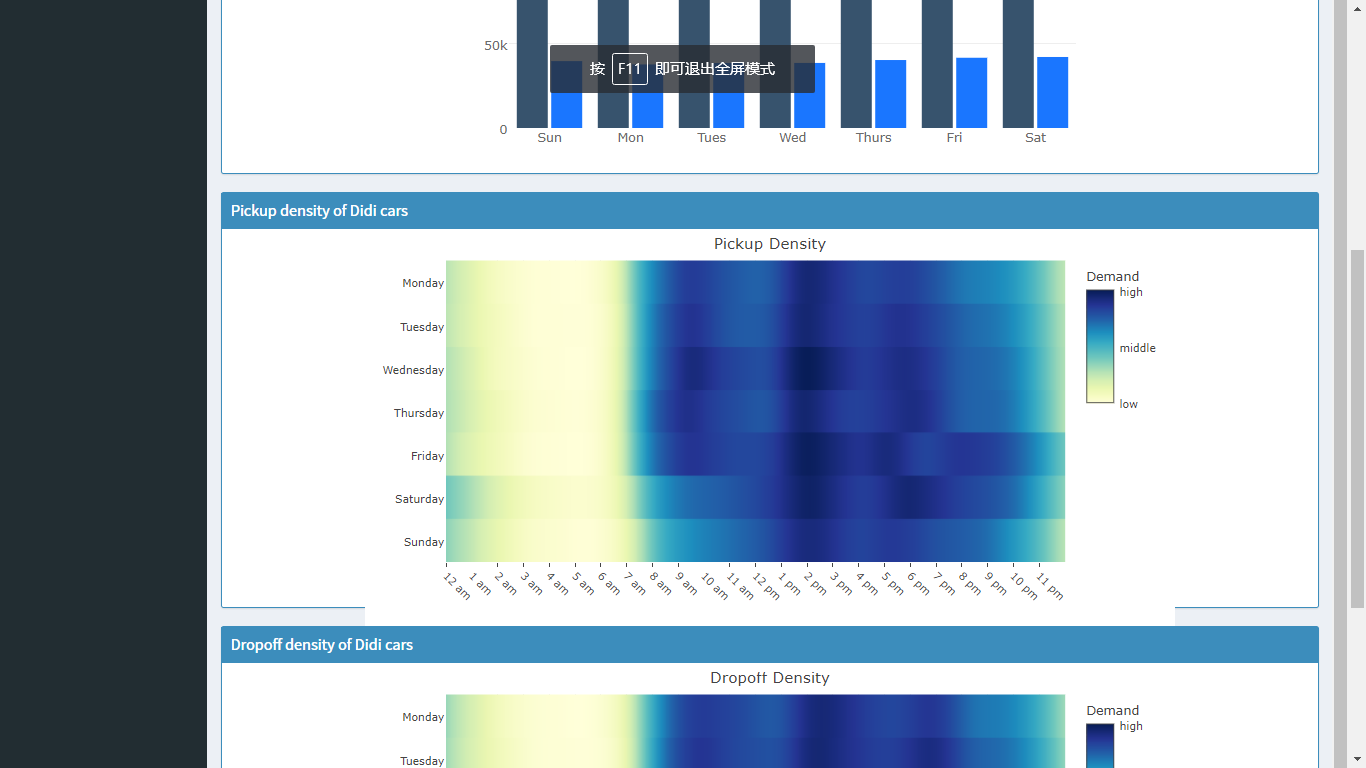 50k
按 F11 即可退出全屏模式
0
Sun Mon Tues Wed Thurs Fri Sat
Pickup density of Didi cars
Pickup Density
Monday
Tuesday
Wednesday
Thursday
Friday
Saturday
Sunday
12 am 1 am 2 am 3 am 4 am 5 am 6 am 7 am 8 am 9 am 10 am 11 am 12 pm 1 pm 2 pm 3 pm 4 pm 5 pm 6 pm 7 pm 8 pm 9 pm 10 pm 11 pm
Demand
high
middle
low
Dropoff density of Didi cars
Dropoff Density
Monday
Tuesday
Demand
high